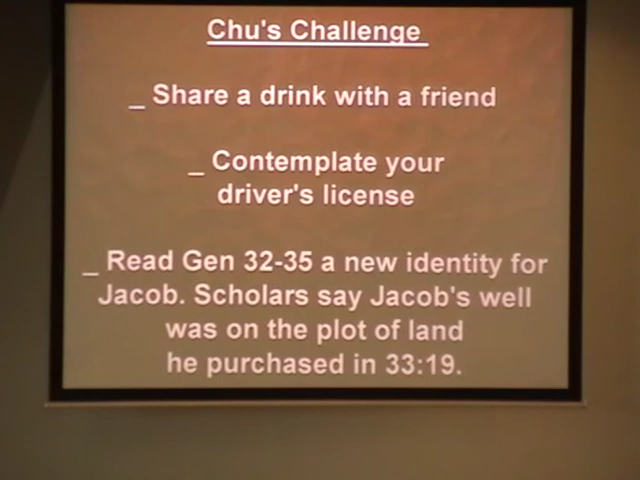 Chu's Challenge
_ Share a drink with a friend
_ Contemplate your
driver's license
_ Read Gen 32-35 a new identity for
Jacob. Scholars say Jacob's well
was on the plot of land
he purchased in 33:19.